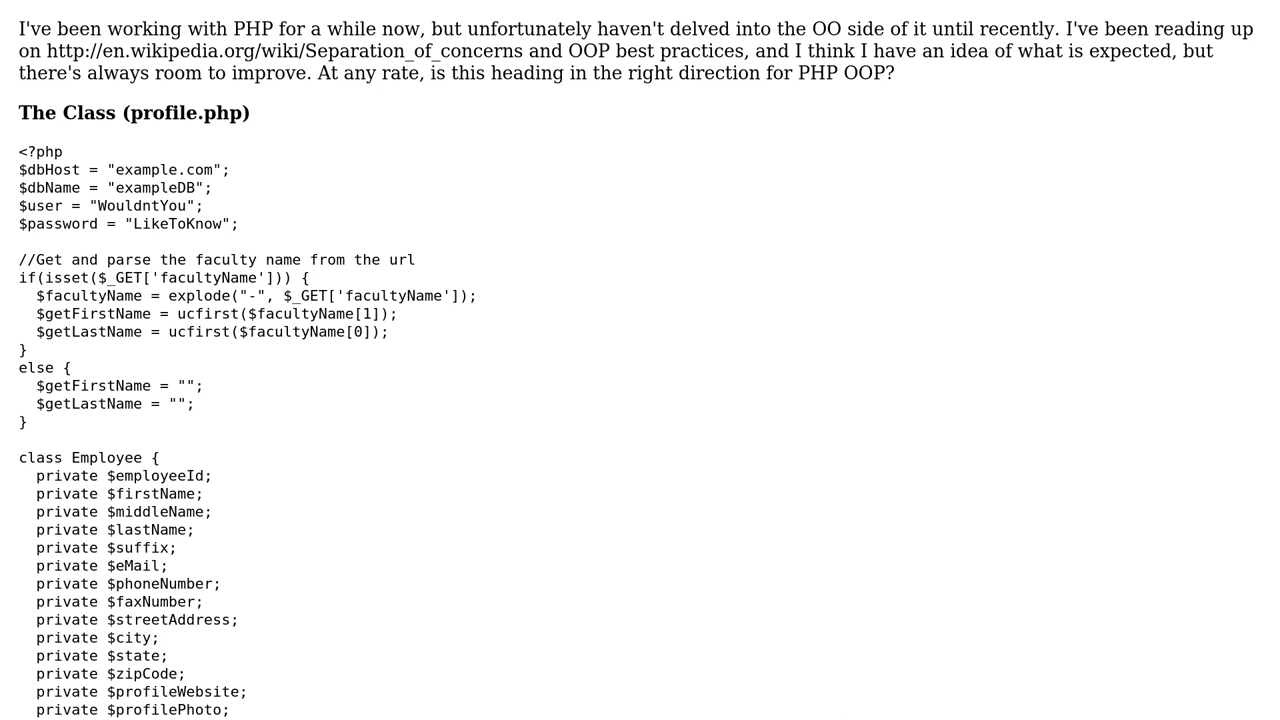 I've been working with PHP for a while now, but unfortunately haven't delved into the OO side of it until recently. I've been reading up
on http://en.wikipedia.org/wiki/Separation_of_concerns and OOP best practices, and I think I have an idea of what is expected, but
there's always room to improve. At any rate, is this heading in the right direction for PHP OOP?
The Class (profile.php)
<?php
$dbHost = "example.com";
$dbName = "exampleDB";
$user = "WouldntYou";
$password = "LikeToKnow";
//Get and parse the faculty name from the url
if(isset($_GET['facultyName'])) {
  $facultyName = explode("-", $_GET['facultyName']);
  $getFirstName = ucfirst($facultyName[1]);
  $getLastName = ucfirst($facultyName[0]);
}
else {
  $getFirstName = "";
  $getLastName = "";
}
class Employee {
  private $employeeId;
  private $firstName;
  private $middleName;
  private $lastName;
  private $suffix;
  private $eMail;
  private $phoneNumber;
  private $faxNumber;
  private $streetAddress;
  private $city;
  private $state;
  private $zipCode;
  private $profileWebsite;
  private $profilePhoto;